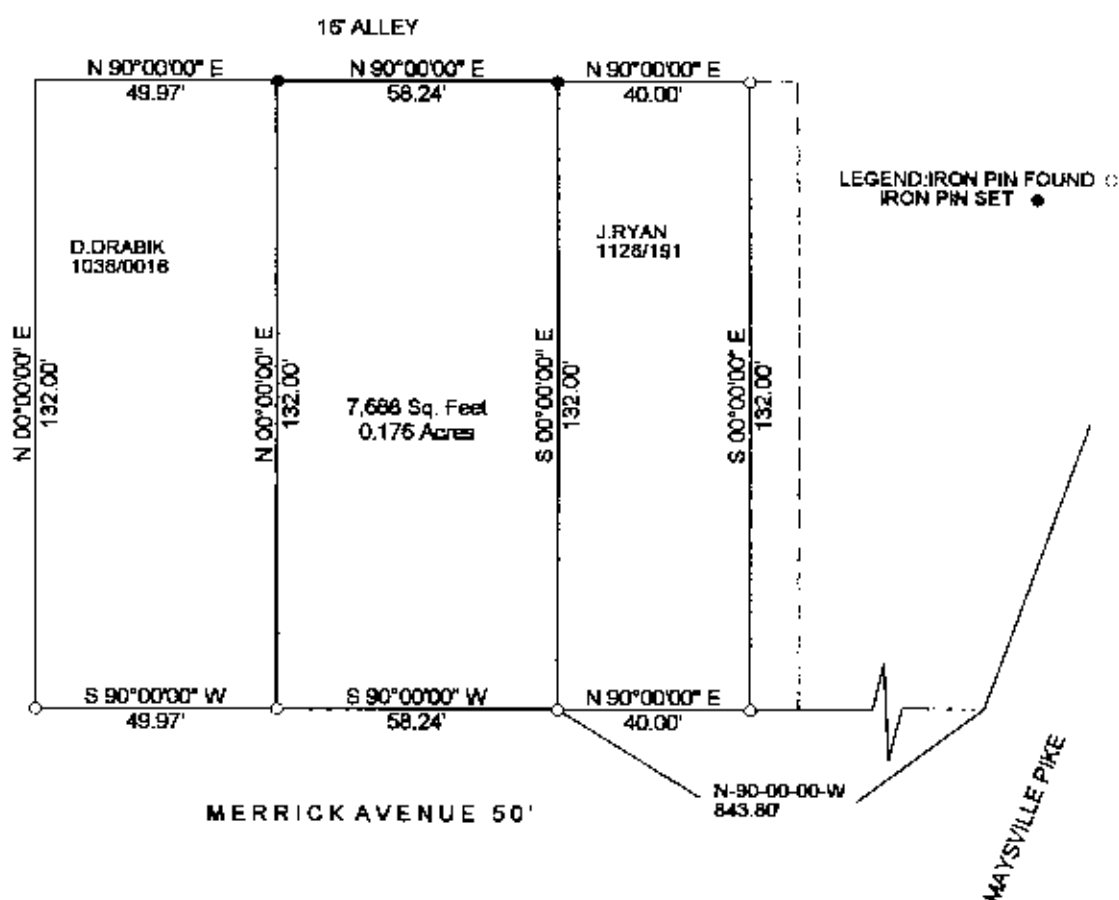 16' ALLEY
N 90°00'00" E
49.97'
N 90°00'00" E
58.24'
N 90°00'00" E
40.00'
LEGEND:IRON PIN FOUND
IRON PIN SET
D.DRABIK
1038/0016
J.RYAN
1128/191
N 00°00'00" E
132.00'
N 00°00'00" E
132.00'
7,688 Sq. Feet
0.176 Acres
S 00°00'00" E
132.00'
S 00°00'00" E
132.00'
S 90°00'00" W
49.97'
S 90°00'00" W
58.24'
N 90°00'00" E
40.00'
N-90-00-00-W
843.80'
MERRICK AVENUE 50'
MAYSVILLE PIKE